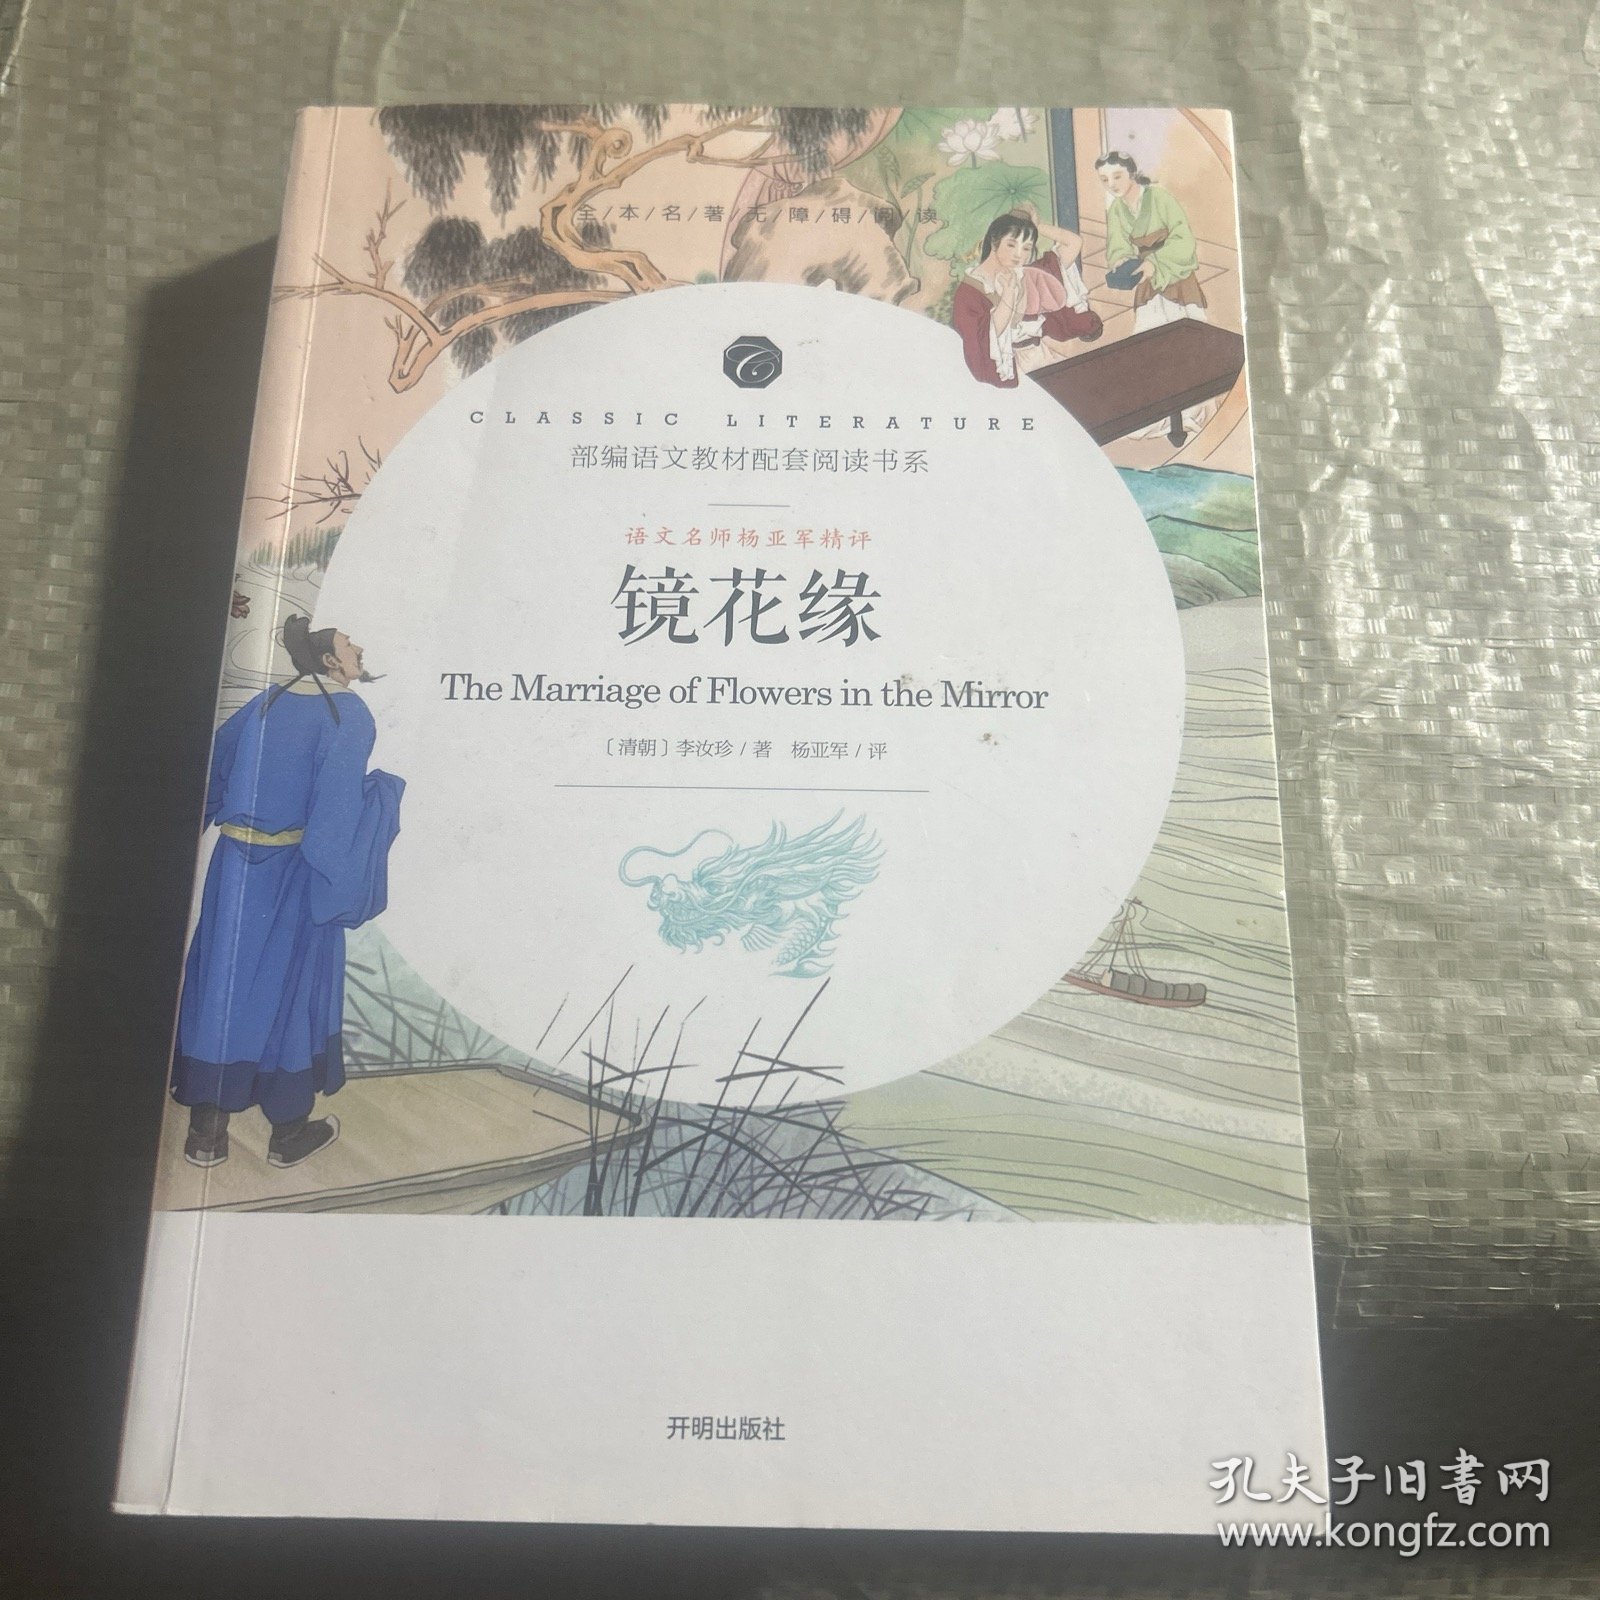 全/本/名/著/无/障/碍/阅/读
CLASSIC LITERATURE
部编语文教材配套阅读书系
语文名师杨亚军精评
镜花缘
The Marriage of Flowers in the Mirror
〔清朝〕李汝珍/著 杨亚军/评
开明出版社
孔夫子旧书网
www.kongfz.com